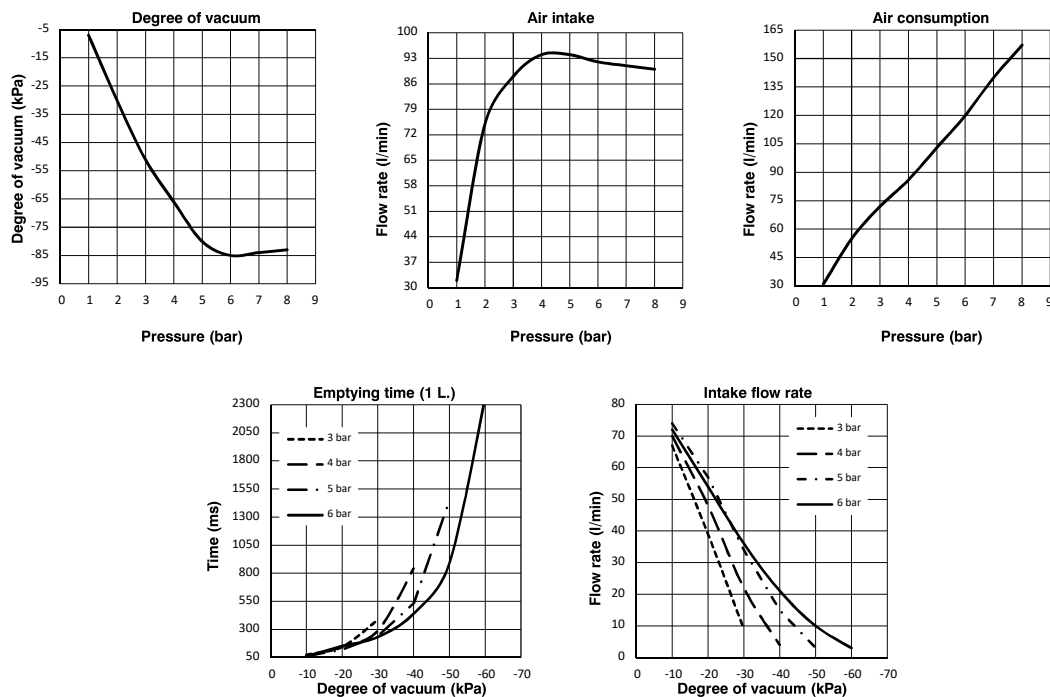 Degree of vacuum
Degree of vacuum (kPa)
-5
-15
-25
-35
-45
-55
-65
-75
-85
-95
0 1 2 3 4 5 6 7 8 9
Pressure (bar)
Air intake
Flow rate (l/min)
100
93
86
79
72
65
58
51
44
37
30
0 1 2 3 4 5 6 7 8 9
Pressure (bar)
Air consumption
Flow rate (l/min)
165
150
135
120
105
90
75
60
45
30
0 1 2 3 4 5 6 7 8 9
Pressure (bar)
Emptying time (1 L.)
Time (ms)
2300
2050
1800
1550
1300
1050
800
550
300
50
3 bar
4 bar
5 bar
6 bar
0 -10 -20 -30 -40 -50 -60 -70
Degree of vacuum (kPa)
Intake flow rate
Flow rate (l/min)
80
70
60
50
40
30
20
10
0
3 bar
4 bar
5 bar
6 bar
0 -10 -20 -30 -40 -50 -60 -70
Degree of vacuum (kPa)